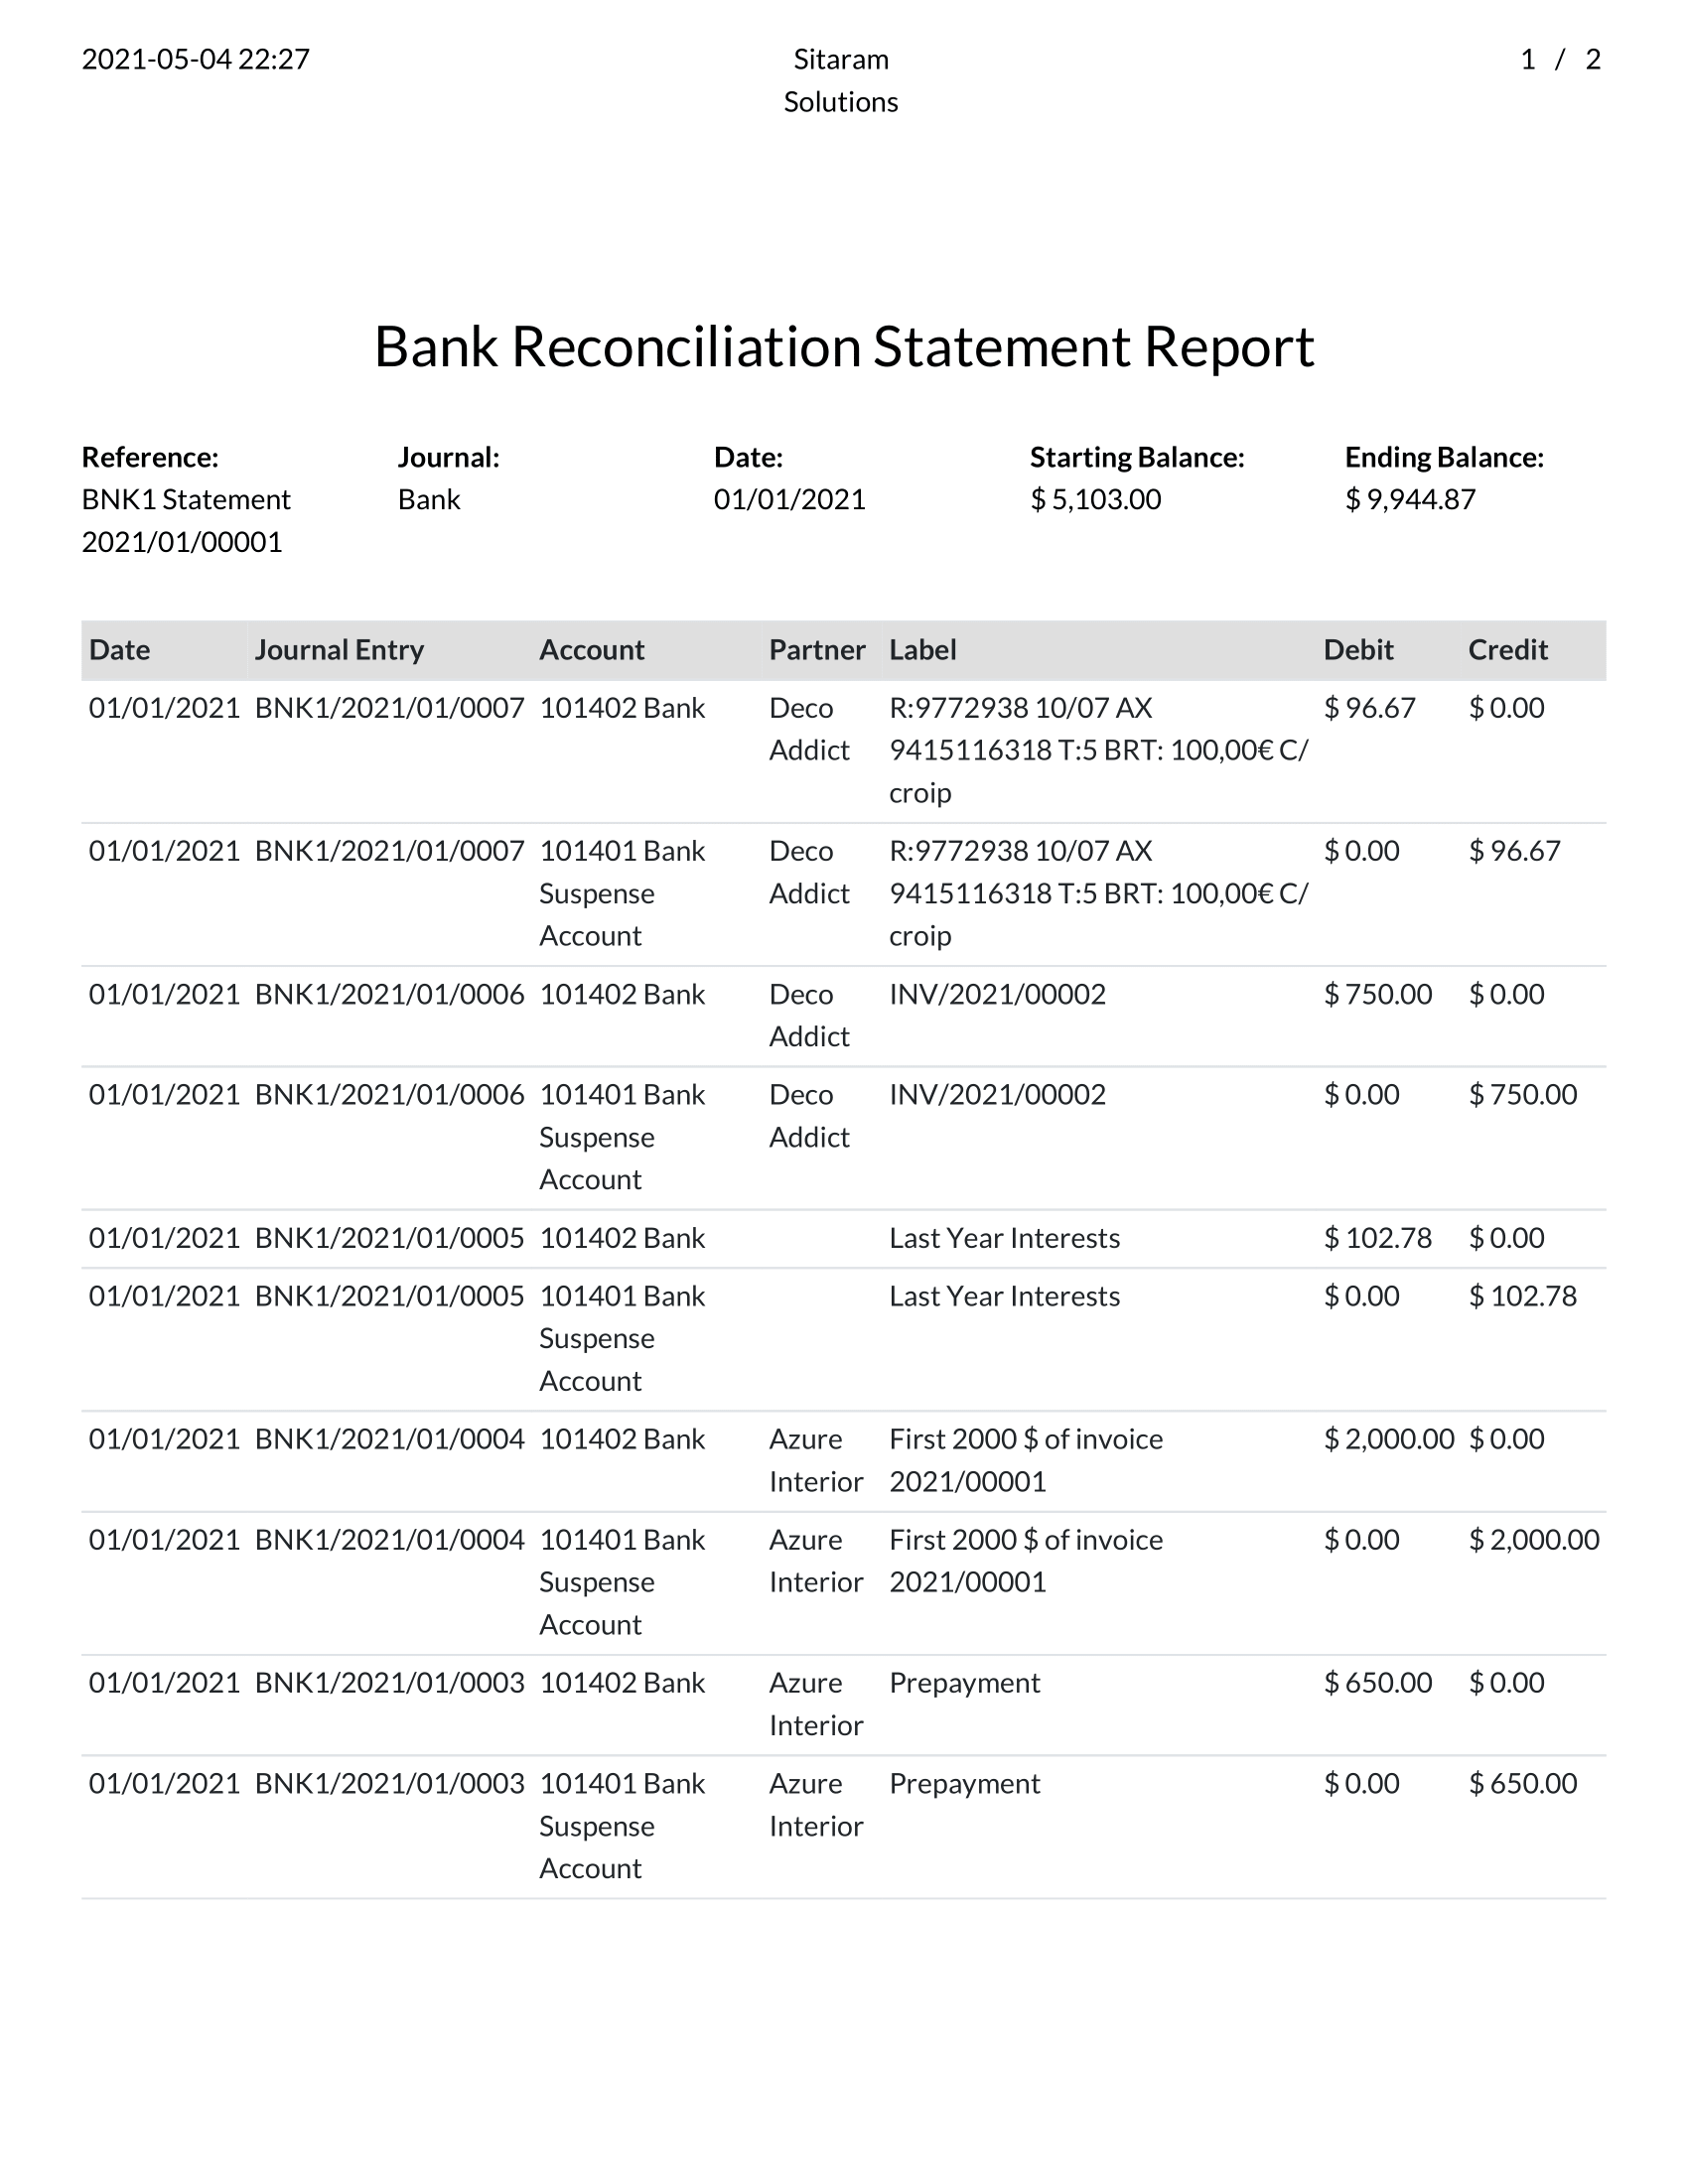 2021-05-04 22:27
Sitaram
Solutions
1 / 2
Bank Reconciliation Statement Report
Reference: Journal: Date: Starting Balance: Ending Balance:
BNK1 Statement Bank 01/01/2021 $ 5,103.00 $ 9,944.87
2021/01/00001
Date Journal Entry Account Partner Label Debit Credit
01/01/2021 BNK1/2021/01/0007 101402 Bank Deco R:9772938 10/07 AX $ 96.67 $ 0.00
Addict 9415116318 T:5 BRT: 100,00€ C/
croip
01/01/2021 BNK1/2021/01/0007 101401 Bank Deco R:9772938 10/07 AX $ 0.00 $ 96.67
Suspense Addict 9415116318 T:5 BRT: 100,00€ C/
Account croip
01/01/2021 BNK1/2021/01/0006 101402 Bank Deco INV/2021/00002 $ 750.00 $ 0.00
Addict
01/01/2021 BNK1/2021/01/0006 101401 Bank Deco INV/2021/00002 $ 0.00 $ 750.00
Suspense Addict
Account
01/01/2021 BNK1/2021/01/0005 101402 Bank Last Year Interests $ 102.78 $ 0.00
01/01/2021 BNK1/2021/01/0005 101401 Bank Last Year Interests $ 0.00 $ 102.78
Suspense
Account
01/01/2021 BNK1/2021/01/0004 101402 Bank Azure First 2000 $ of invoice $ 2,000.00 $ 0.00
Interior 2021/00001
01/01/2021 BNK1/2021/01/0004 101401 Bank Azure First 2000 $ of invoice $ 0.00 $ 2,000.00
Suspense Interior 2021/00001
Account
01/01/2021 BNK1/2021/01/0003 101402 Bank Azure Prepayment $ 650.00 $ 0.00
Interior
01/01/2021 BNK1/2021/01/0003 101401 Bank Azure Prepayment $ 0.00 $ 650.00
Suspense Interior
Account